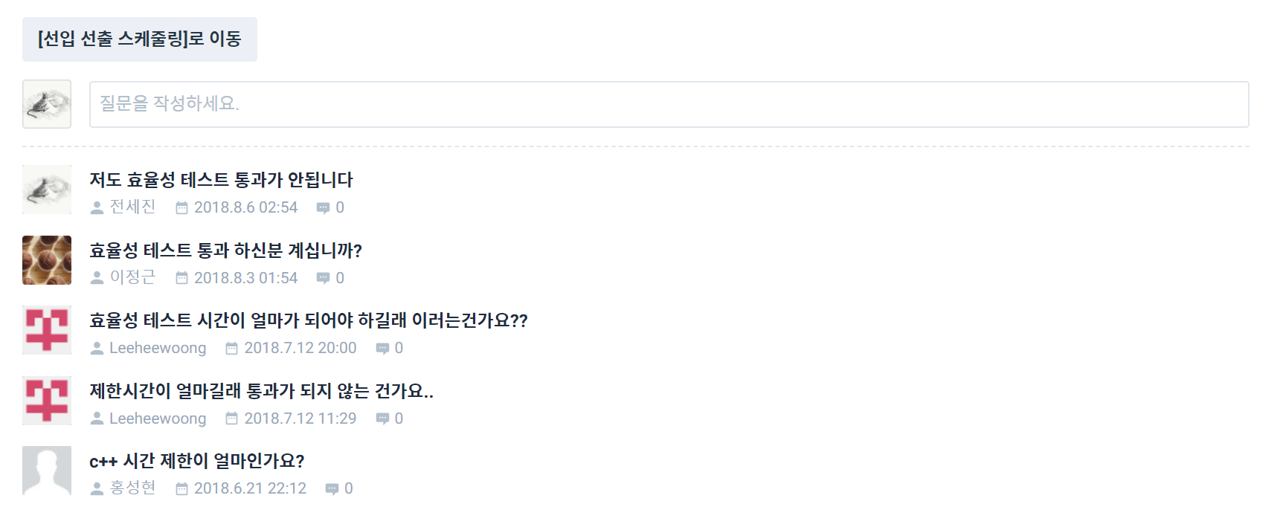 [선입 선출 스케줄링]로 이동
질문을 작성하세요.
저도 효율성 테스트 통과가 안됩니다
전세진 2018.8.6 02:54 0
효율성 테스트 통과 하신분 계십니까?
이정근 2018.8.3 01:54 0
효율성 테스트 시간이 얼마가 되어야 하길래 이러는건가요??
Leeheewoong 2018.7.12 20:00 0
제한시간이 얼마길래 통과가 되지 않는 건가요..
Leeheewoong 2018.7.12 11:29 0
c++ 시간 제한이 얼마인가요?
홍성현 2018.6.21 22:12 0